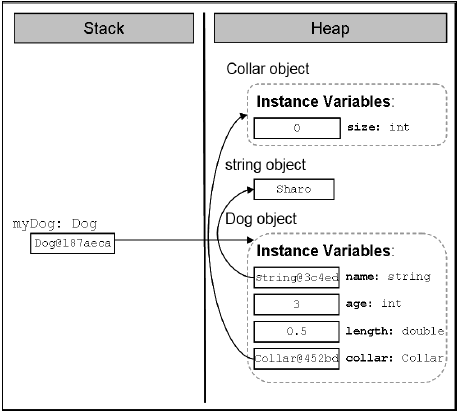 Stack
Heap
Collar object
Instance Variables:
0 size: int
string object
Sharo
Dog object
myDog: Dog
Dog@187aeca
Instance Variables:
String@3c4ed name: string
3 age: int
0.5 length: double
Collar@452bd collar: Collar